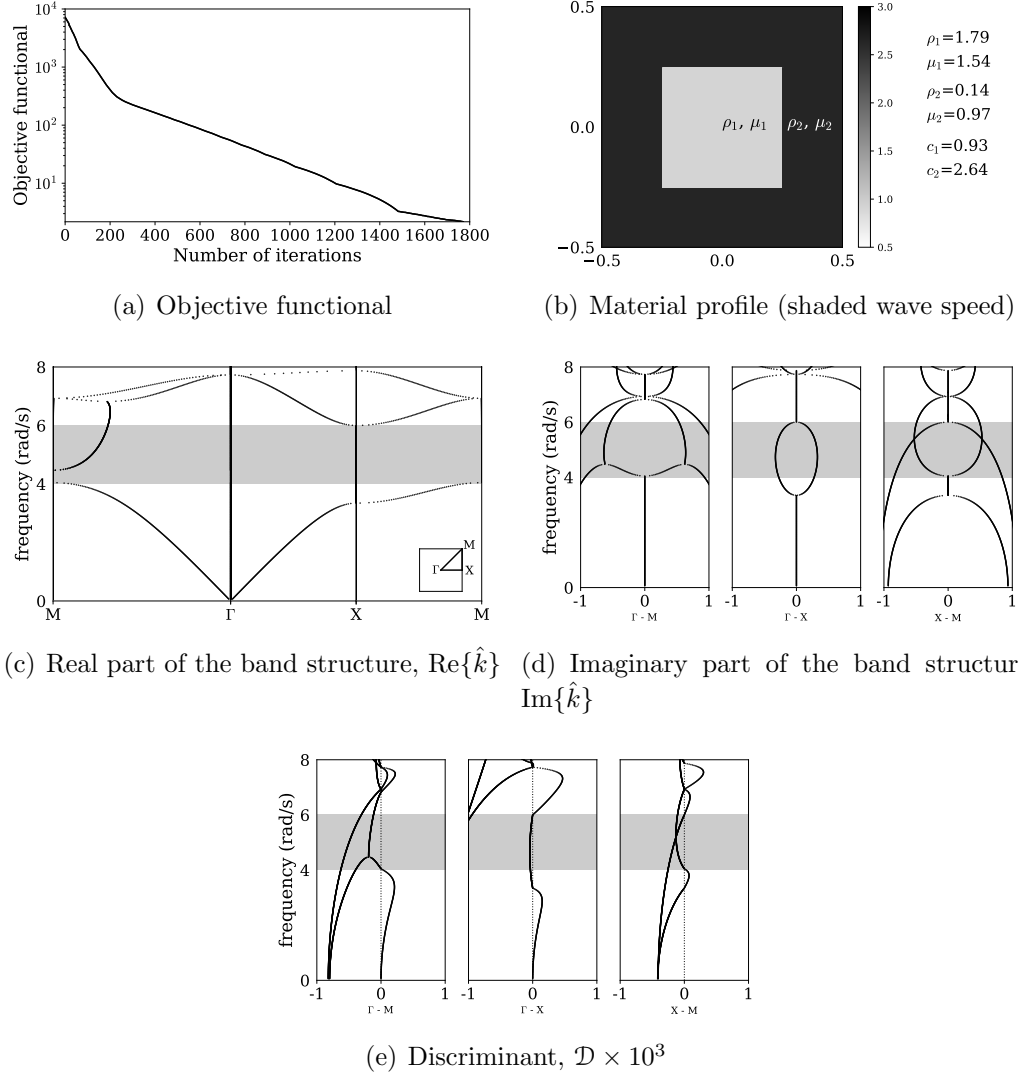 10^4
10^3
10^2
10^1
Objective functional
0 200 400 600 800 1000 1200 1400 1600 1800
Number of iterations
(a) Objective functional
0.5
0.0
−0.5
−0.5 0.0 0.5
ρ1, μ1 ρ2, μ2
3.0
2.5
2.0
1.5
1.0
0.5
ρ1=1.79
μ1=1.54
ρ2=0.14
μ2=0.97
c1=0.93
c2=2.64
(b) Material profile (shaded wave speed)
8
6
4
0
frequency (rad/s)
M Γ X M
M
Γ X
(c) Real part of the band structure, Re{k̂}
8
6
4
0
frequency (rad/s)
-1 0 1 -1 0 1 -1 0 1
Γ - M Γ - X X - M
(d) Imaginary part of the band structur
Im{k̂}
8
6
4
0
frequency (rad/s)
-1 0 1 -1 0 1 -1 0 1
Γ - M Γ - X X - M
(e) Discriminant, 𝒟 × 10^3